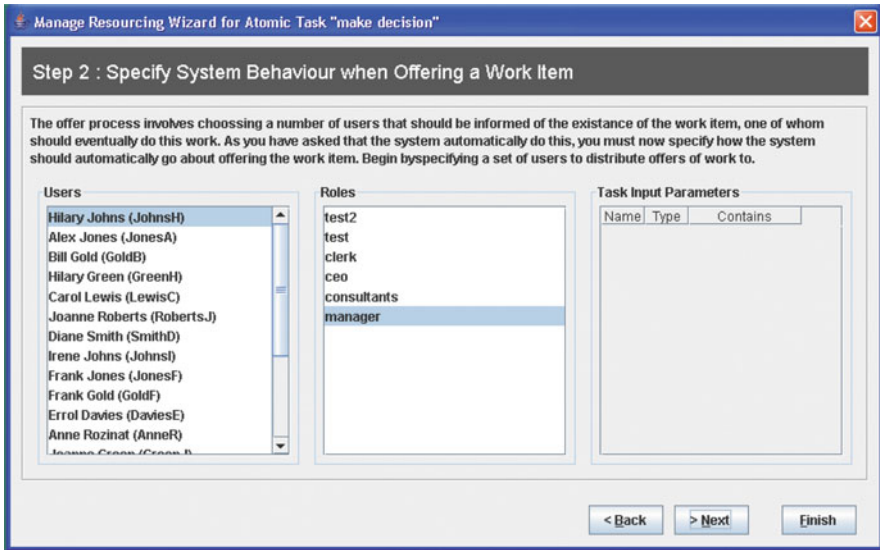 Manage Resourcing Wizard for Atomic Task "make decision"
Step 2 : Specify System Behaviour when Offering a Work Item
The offer process involves choossing a number of users that should be informed of the existance of the work item, one of whom
should eventually do this work. As you have asked that the system automatically do this, you must now specify how the system
should automatically go about offering the work item. Begin byspecifying a set of users to distribute offers of work to.
Users
Hilary Johns (JohnsH)
Alex Jones (JonesA)
Bill Gold (GoldB)
Hilary Green (GreenH)
Carol Lewis (LewisC)
Joanne Roberts (RobertsJ)
Diane Smith (SmithD)
Irene Johns (JohnsI)
Frank Jones (JonesF)
Frank Gold (GoldF)
Errol Davies (DaviesE)
Anne Rozinat (AnneR)
Joanne Green (GreenJ)
Roles
test2
test
clerk
ceo
consultants
manager
Task Input Parameters
Name Type Contains
< Back
> Next
Finish